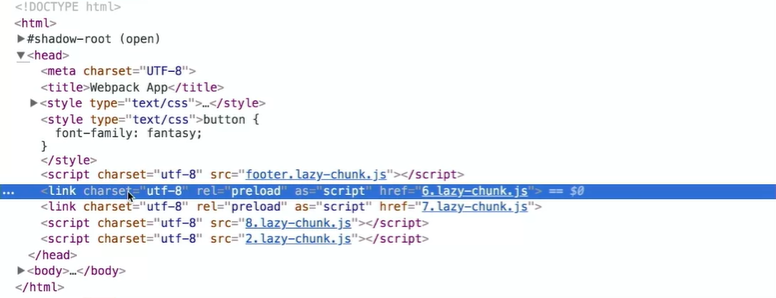 <!DOCTYPE html>
<html>
▶#shadow-root (open)
▼<head>
<meta charset="UTF-8">
<title>Webpack App</title>
▶<style type="text/css">…</style>
<style type="text/css">button {
font-family: fantasy;
}
</style>
<script charset="utf-8" src="footer.lazy-chunk.js"></script>
… <link charset="utf-8" rel="preload" as="script" href="6.lazy-chunk.js"> == $0
<link charset="utf-8" rel="preload" as="script" href="7.lazy-chunk.js">
<script charset="utf-8" src="8.lazy-chunk.js"></script>
<script charset="utf-8" src="2.lazy-chunk.js"></script>
</head>
▶<body>…</body>
</html>